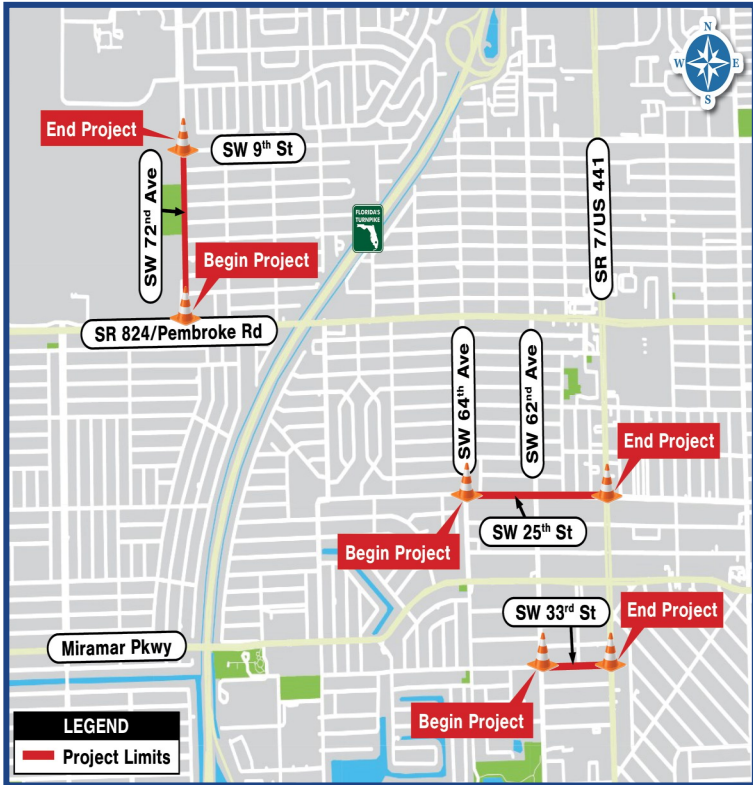 N
W E
S
End Project
SW 9th St
SW 72nd Ave
Begin Project
SR 824/Pembroke Rd
FLORIDA'S
TURNPIKE
SR 7/US 441
SW 64th Ave
SW 62nd Ave
End Project
Begin Project
SW 25th St
SW 33rd St
End Project
Miramar Pkwy
Begin Project
LEGEND
Project Limits